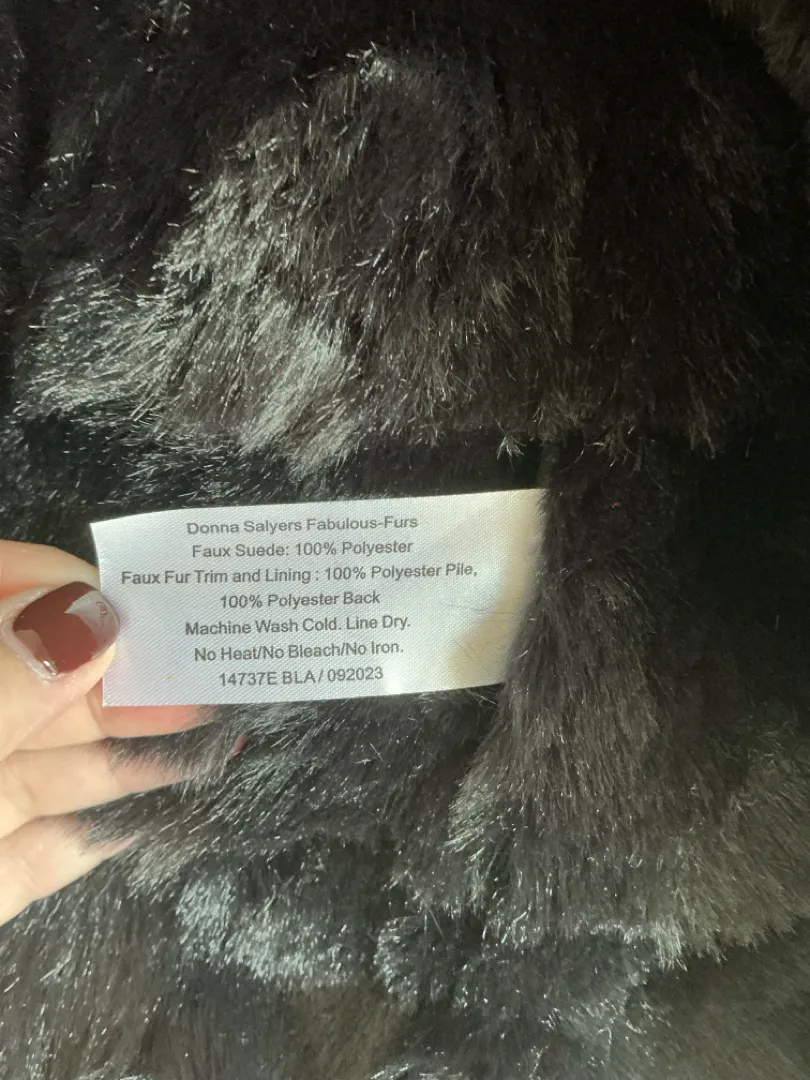 Donna Salyers Fabulous-Furs
Faux Suede: 100% Polyester
Faux Fur Trim and Lining : 100% Polyester Pile,
100% Polyester Back
Machine Wash Cold. Line Dry.
No Heat/No Bleach/No Iron.
14737E BLA / 092023